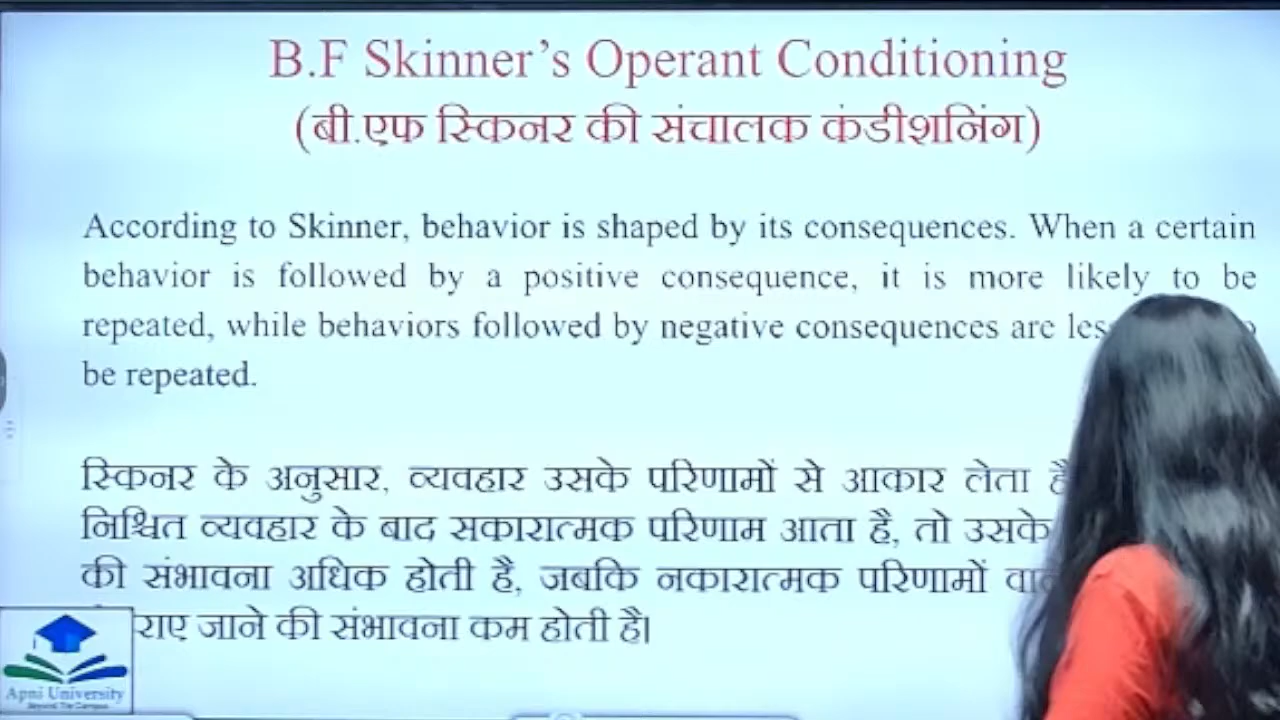 B.F Skinner's Operant Conditioning
(बी.एफ स्किनर की संचालक कंडीशनिंग)
According to Skinner, behavior is shaped by its consequences. When a certain
behavior is followed by a positive consequence, it is more likely to be
repeated, while behaviors followed by negative consequences are
be repeated.
स्किनर के अनुसार, व्यवहार उसके परिणामों से आकार लेता
निश्चित व्यवहार के बाद सकारात्मक परिणाम आता है, तो उसके
की संभावना अधिक होती है, जबकि नकारात्मक परिणामों
जाने की संभावना कम होती है।
Apni University
Beyond The Campus